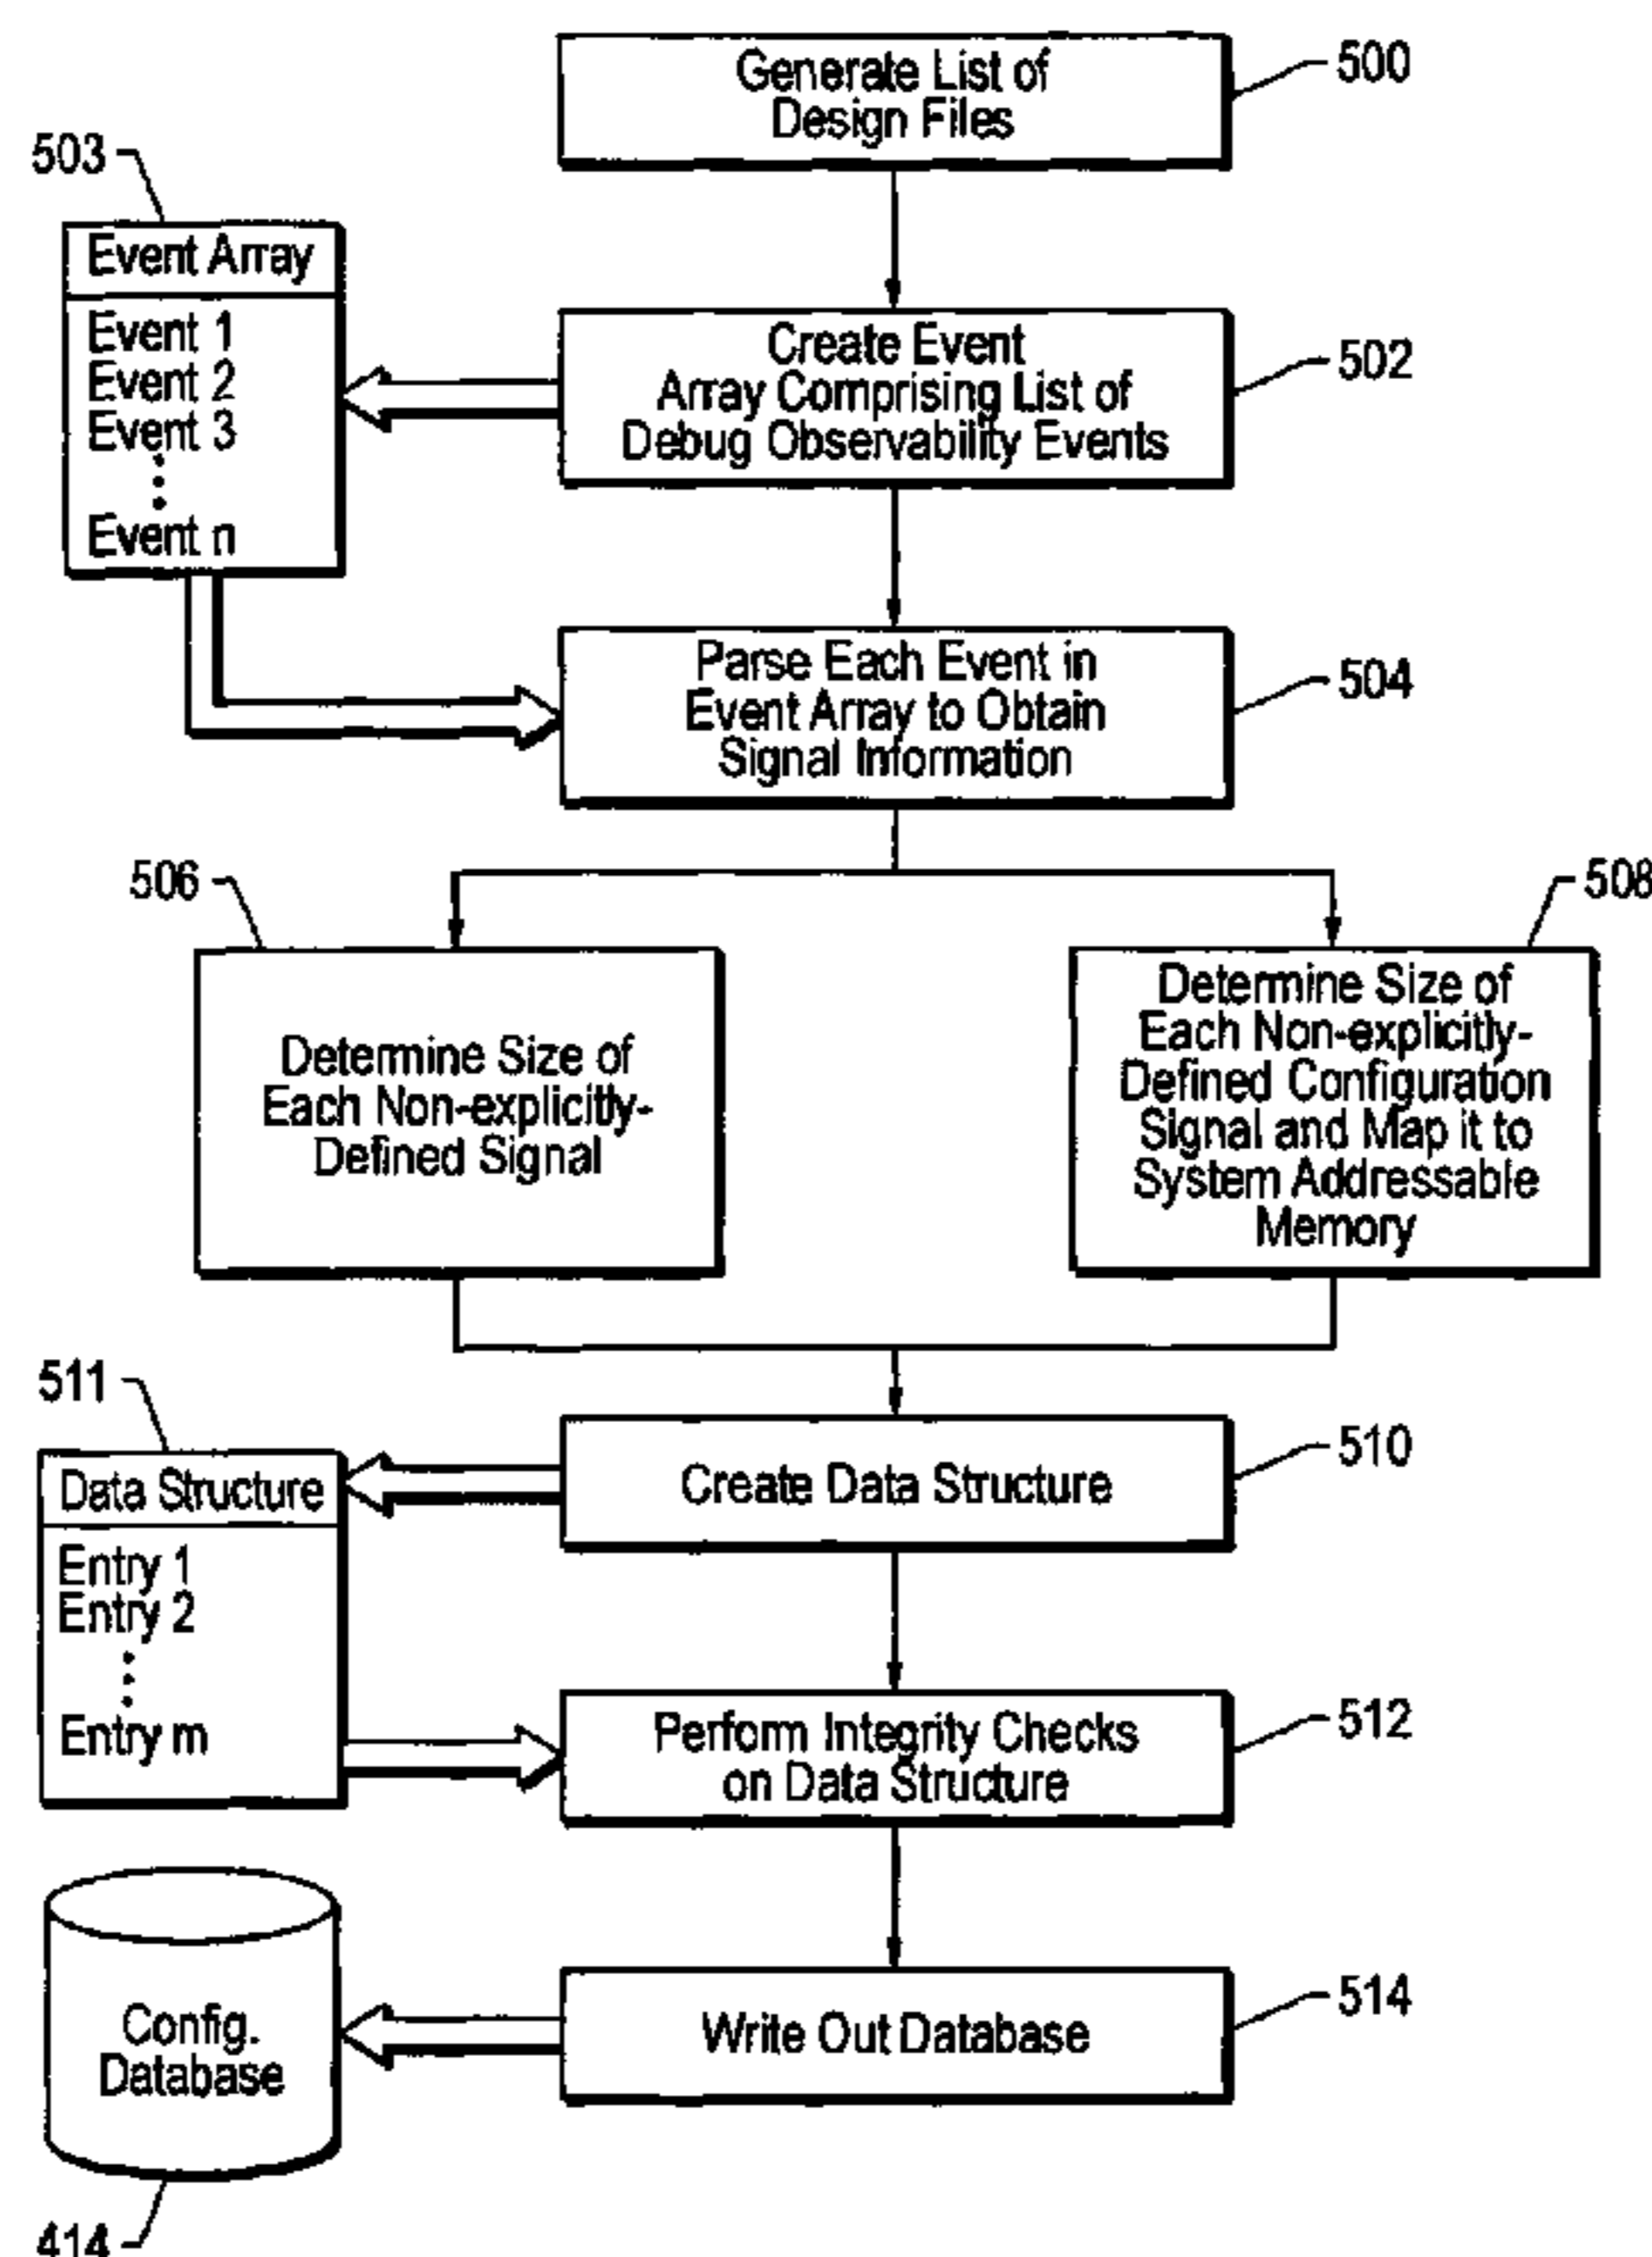 Generate List of
Design Files
500
503
Event Array
Event 1
Event 2
Event 3
Event n
Create Event
Array Comprising List of
Debug Observability Events
502
Parse Each Event in
Event Array to Obtain
Signal Information
504
506
Determine Size of
Each Non-explicitly-
Defined Signal
508
Determine Size of
Each Non-explicitly-
Defined Configuration
Signal and Map it to
System Addressable
Memory
511
Data Structure
Entry 1
Entry 2
Entry m
Create Data Structure
510
Perform Integrity Checks
on Data Structure
512
Config.
Database
414
Write Out Database
514